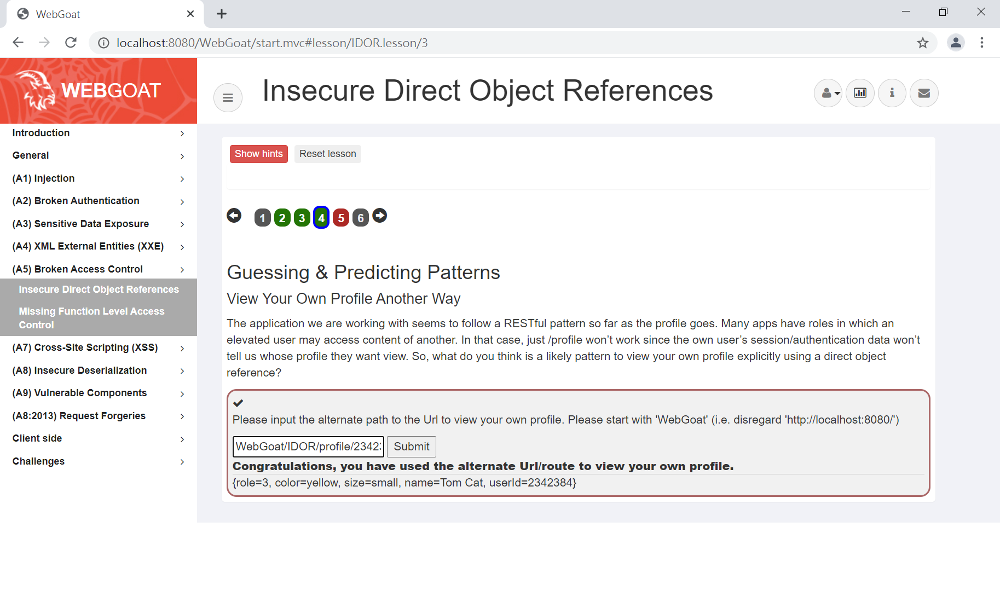 WebGoat
localhost:8080/WebGoat/start.mvc#lesson/IDOR.lesson/3
WEBGOAT
Insecure Direct Object References
Introduction
General
(A1) Injection
(A2) Broken Authentication
(A3) Sensitive Data Exposure
(A4) XML External Entities (XXE)
(A5) Broken Access Control
Insecure Direct Object References
Missing Function Level Access
Control
(A7) Cross-Site Scripting (XSS)
(A8) Insecure Deserialization
(A9) Vulnerable Components
(A8:2013) Request Forgeries
Client side
Challenges
Show hints Reset lesson
1 2 3 4 5 6
Guessing & Predicting Patterns
View Your Own Profile Another Way
The application we are working with seems to follow a RESTful pattern so far as the profile goes. Many apps have roles in which an
elevated user may access content of another. In that case, just /profile won’t work since the own user’s session/authentication data won’t
tell us whose profile they want view. So, what do you think is a likely pattern to view your own profile explicitly using a direct object
reference?
Please input the alternate path to the Url to view your own profile. Please start with 'WebGoat' (i.e. disregard 'http://localhost:8080/')
WebGoat/IDOR/profile/2342 Submit
Congratulations, you have used the alternate Url/route to view your own profile.
{role=3, color=yellow, size=small, name=Tom Cat, userId=2342384}